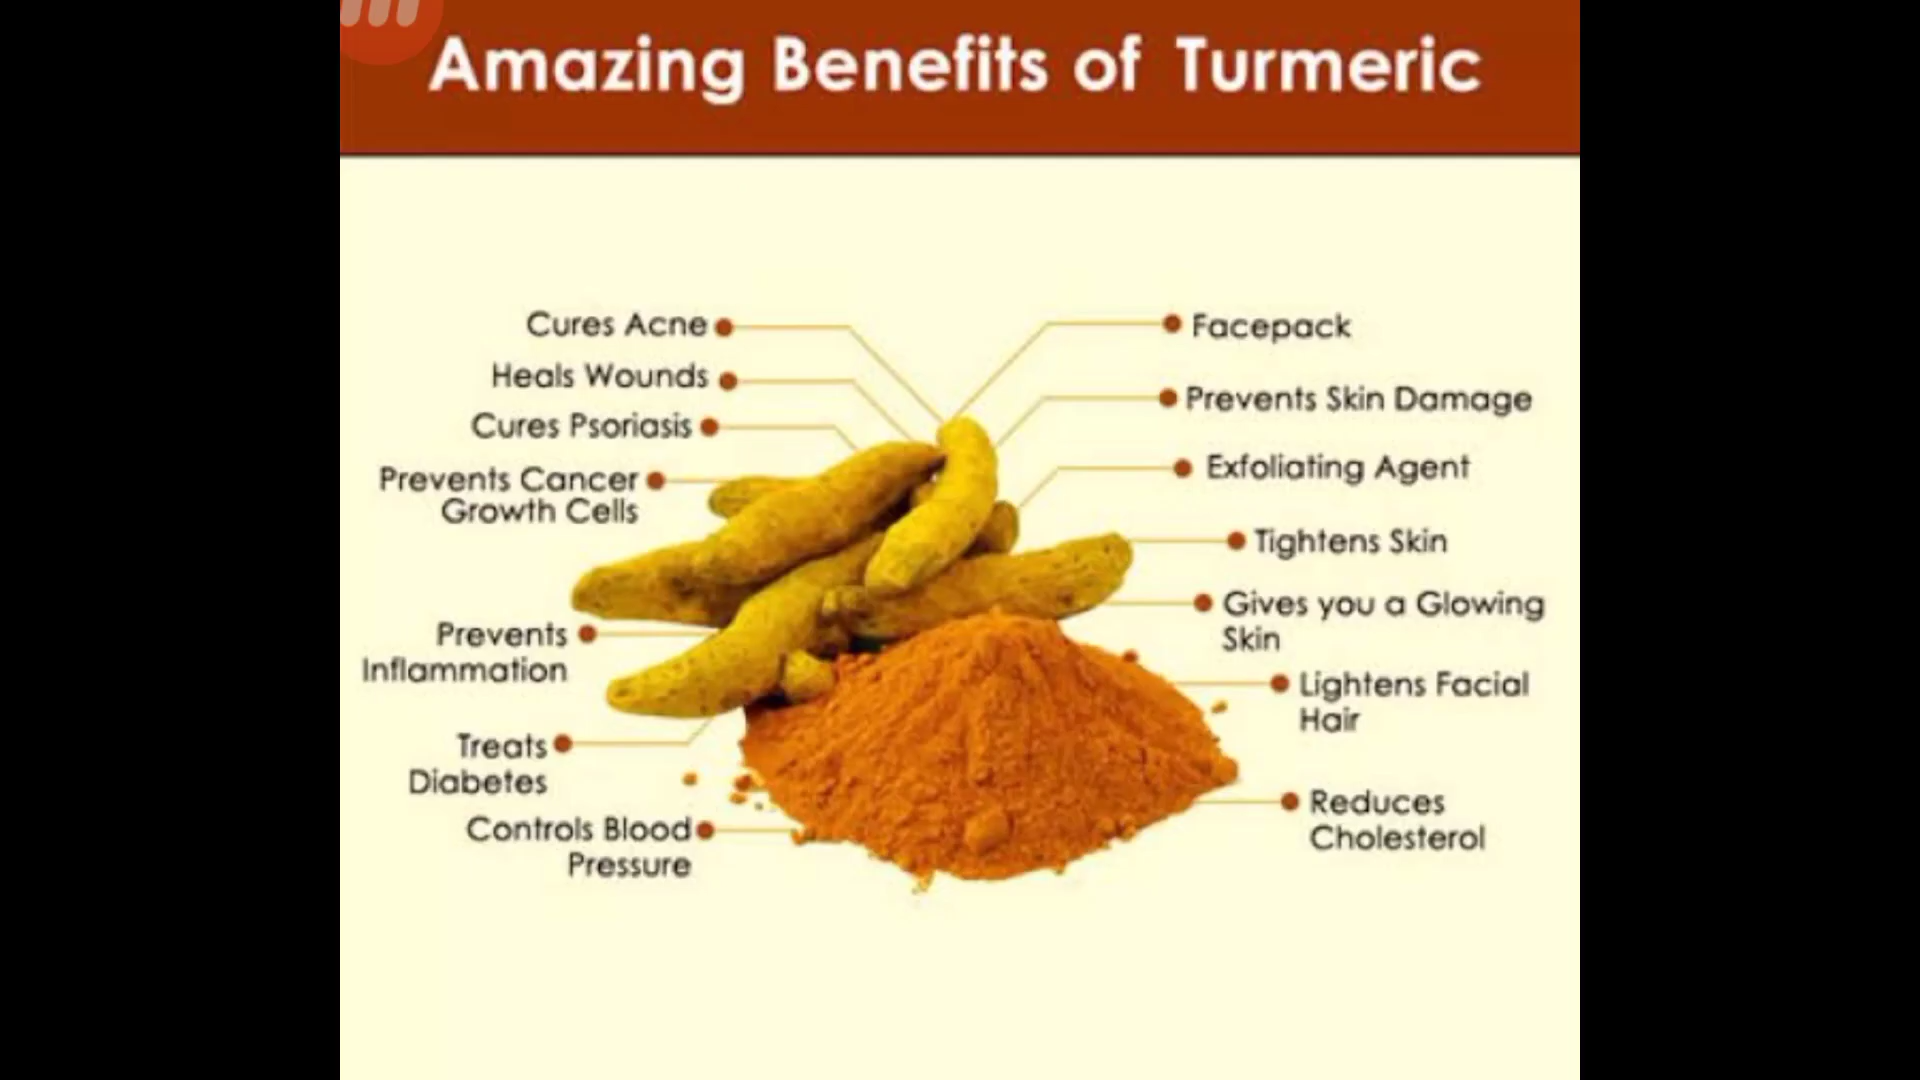 Amazing Benefits of Turmeric
Cures Acne
Heals Wounds
Cures Psoriasis
Prevents Cancer
Growth Cells
Prevents
Inflammation
Treats
Diabetes
Controls Blood
Pressure
Facepack
Prevents Skin Damage
Exfoliating Agent
Tightens Skin
Gives you a Glowing
Skin
Lightens Facial
Hair
Reduces
Cholesterol